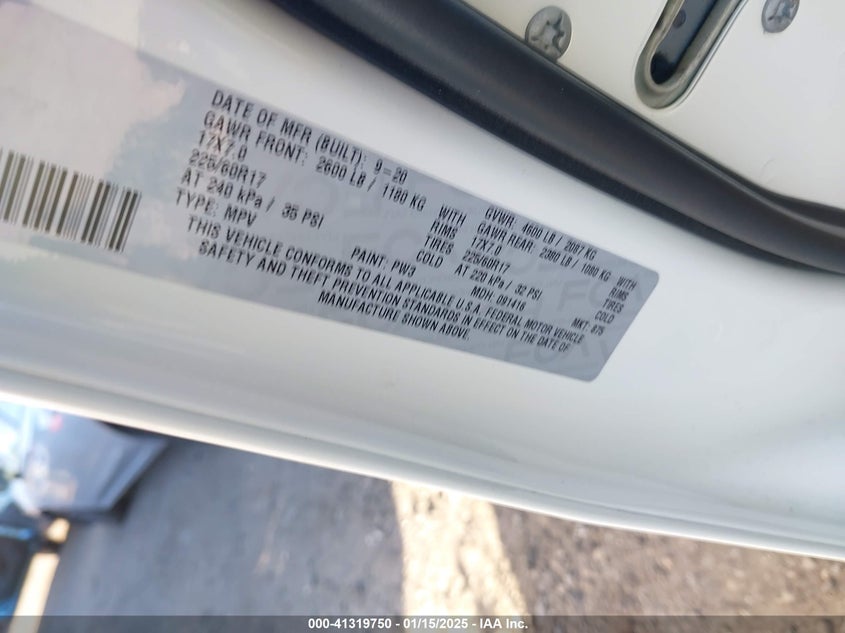 DATE OF MFR (BUILT): 9-20
GVWR: 4600 LB / 2087 KG
GAWR FRONT: 2600 LB / 1180 KG WITH
GAWR REAR: 2380 LB / 1080 KG WITH
17X7.0 RIMS
17X7.0 RIMS
225/60R17 TIRES
225/60R17 TIRES
AT 240 kPa / 35 PSI COLD
AT 220 kPa / 32 PSI COLD
TYPE: MPV PAINT: PW3 MDH: 091416 MKT: 875
THIS VEHICLE CONFORMS TO ALL APPLICABLE U.S.A. FEDERAL MOTOR VEHICLE
SAFETY AND THEFT PREVENTION STANDARDS IN EFFECT ON THE DATE OF
MANUFACTURE SHOWN ABOVE.
000-41319750 — 01/15/2025 — IAA Inc.